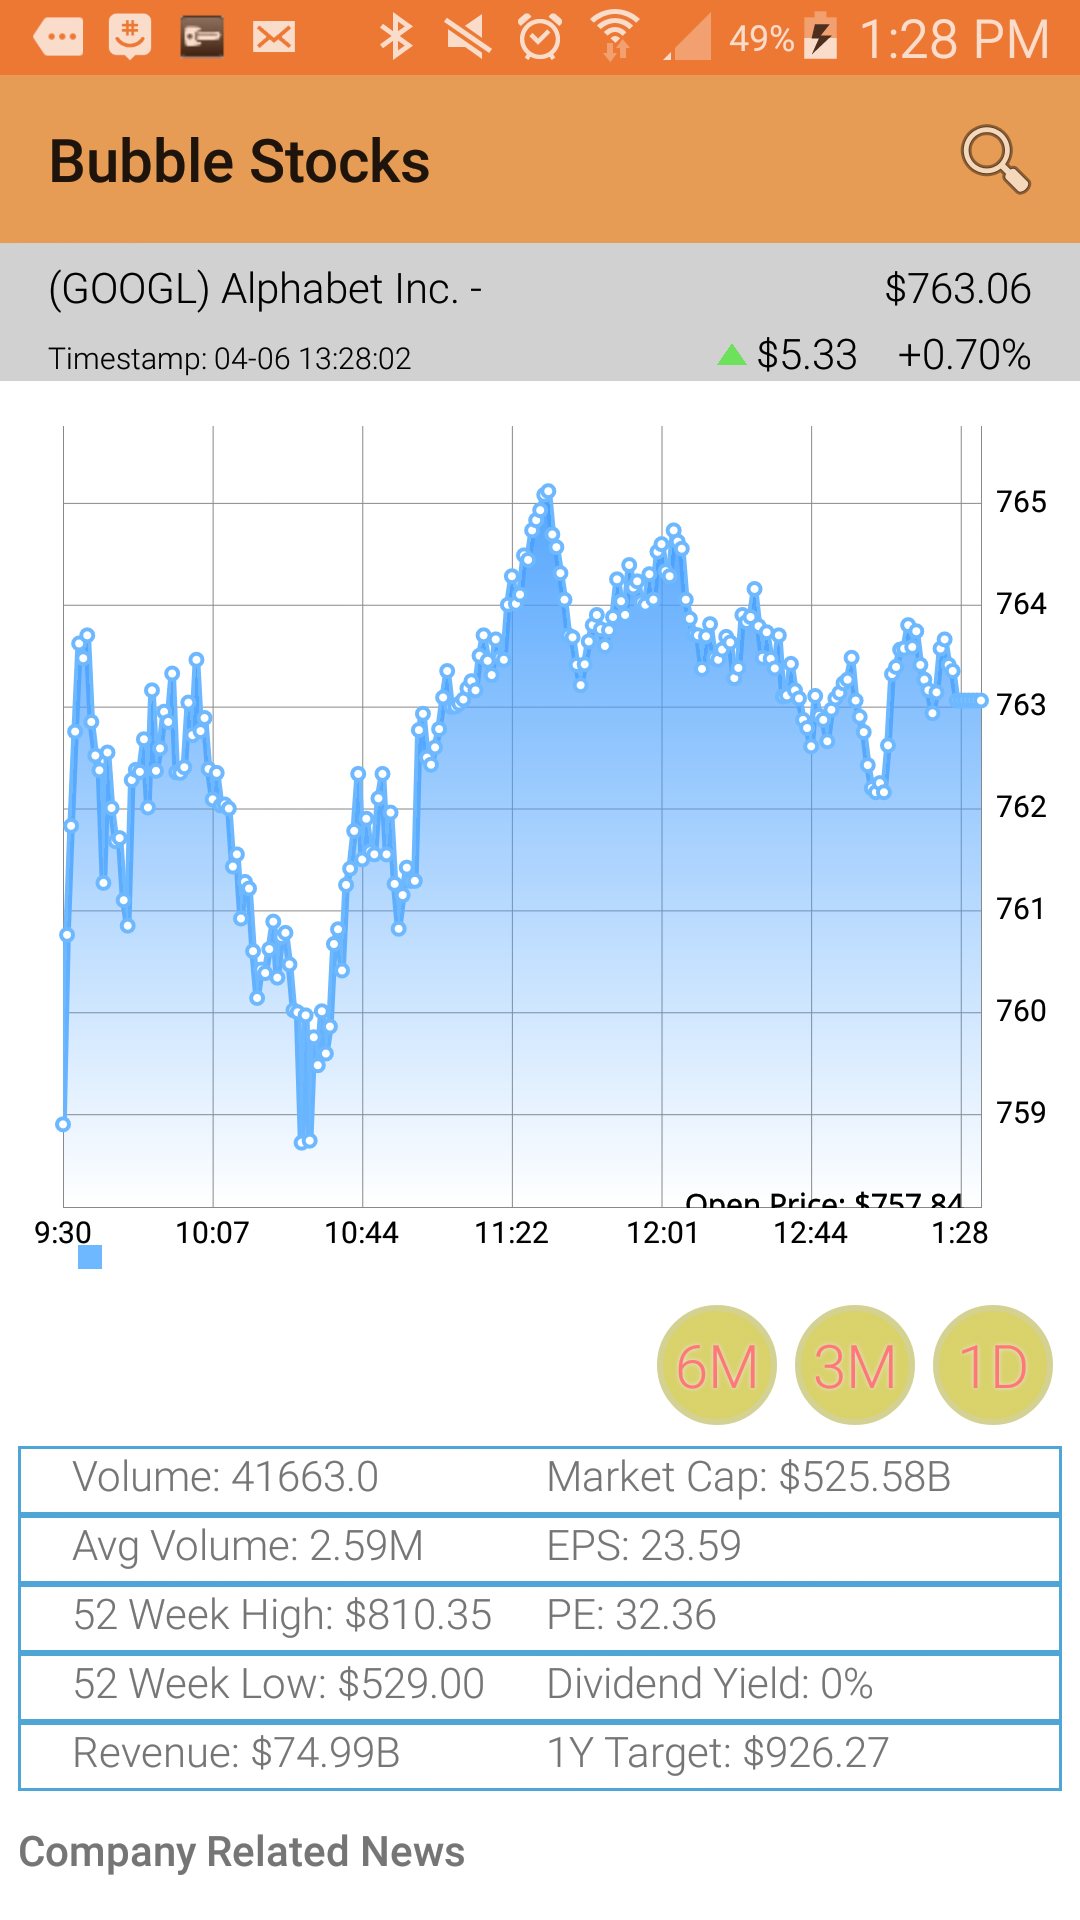 49% 1:28 PM
Bubble Stocks
(GOOGL) Alphabet Inc. - $763.06
Timestamp: 04-06 13:28:02 $5.33 +0.70%
765
764
763
762
761
760
759
Open Price: $757.84
9:30 10:07 10:44 11:22 12:01 12:44 1:28
6M 3M 1D
Volume: 41663.0 Market Cap: $525.58B
Avg Volume: 2.59M EPS: 23.59
52 Week High: $810.35 PE: 32.36
52 Week Low: $529.00 Dividend Yield: 0%
Revenue: $74.99B 1Y Target: $926.27
Company Related News